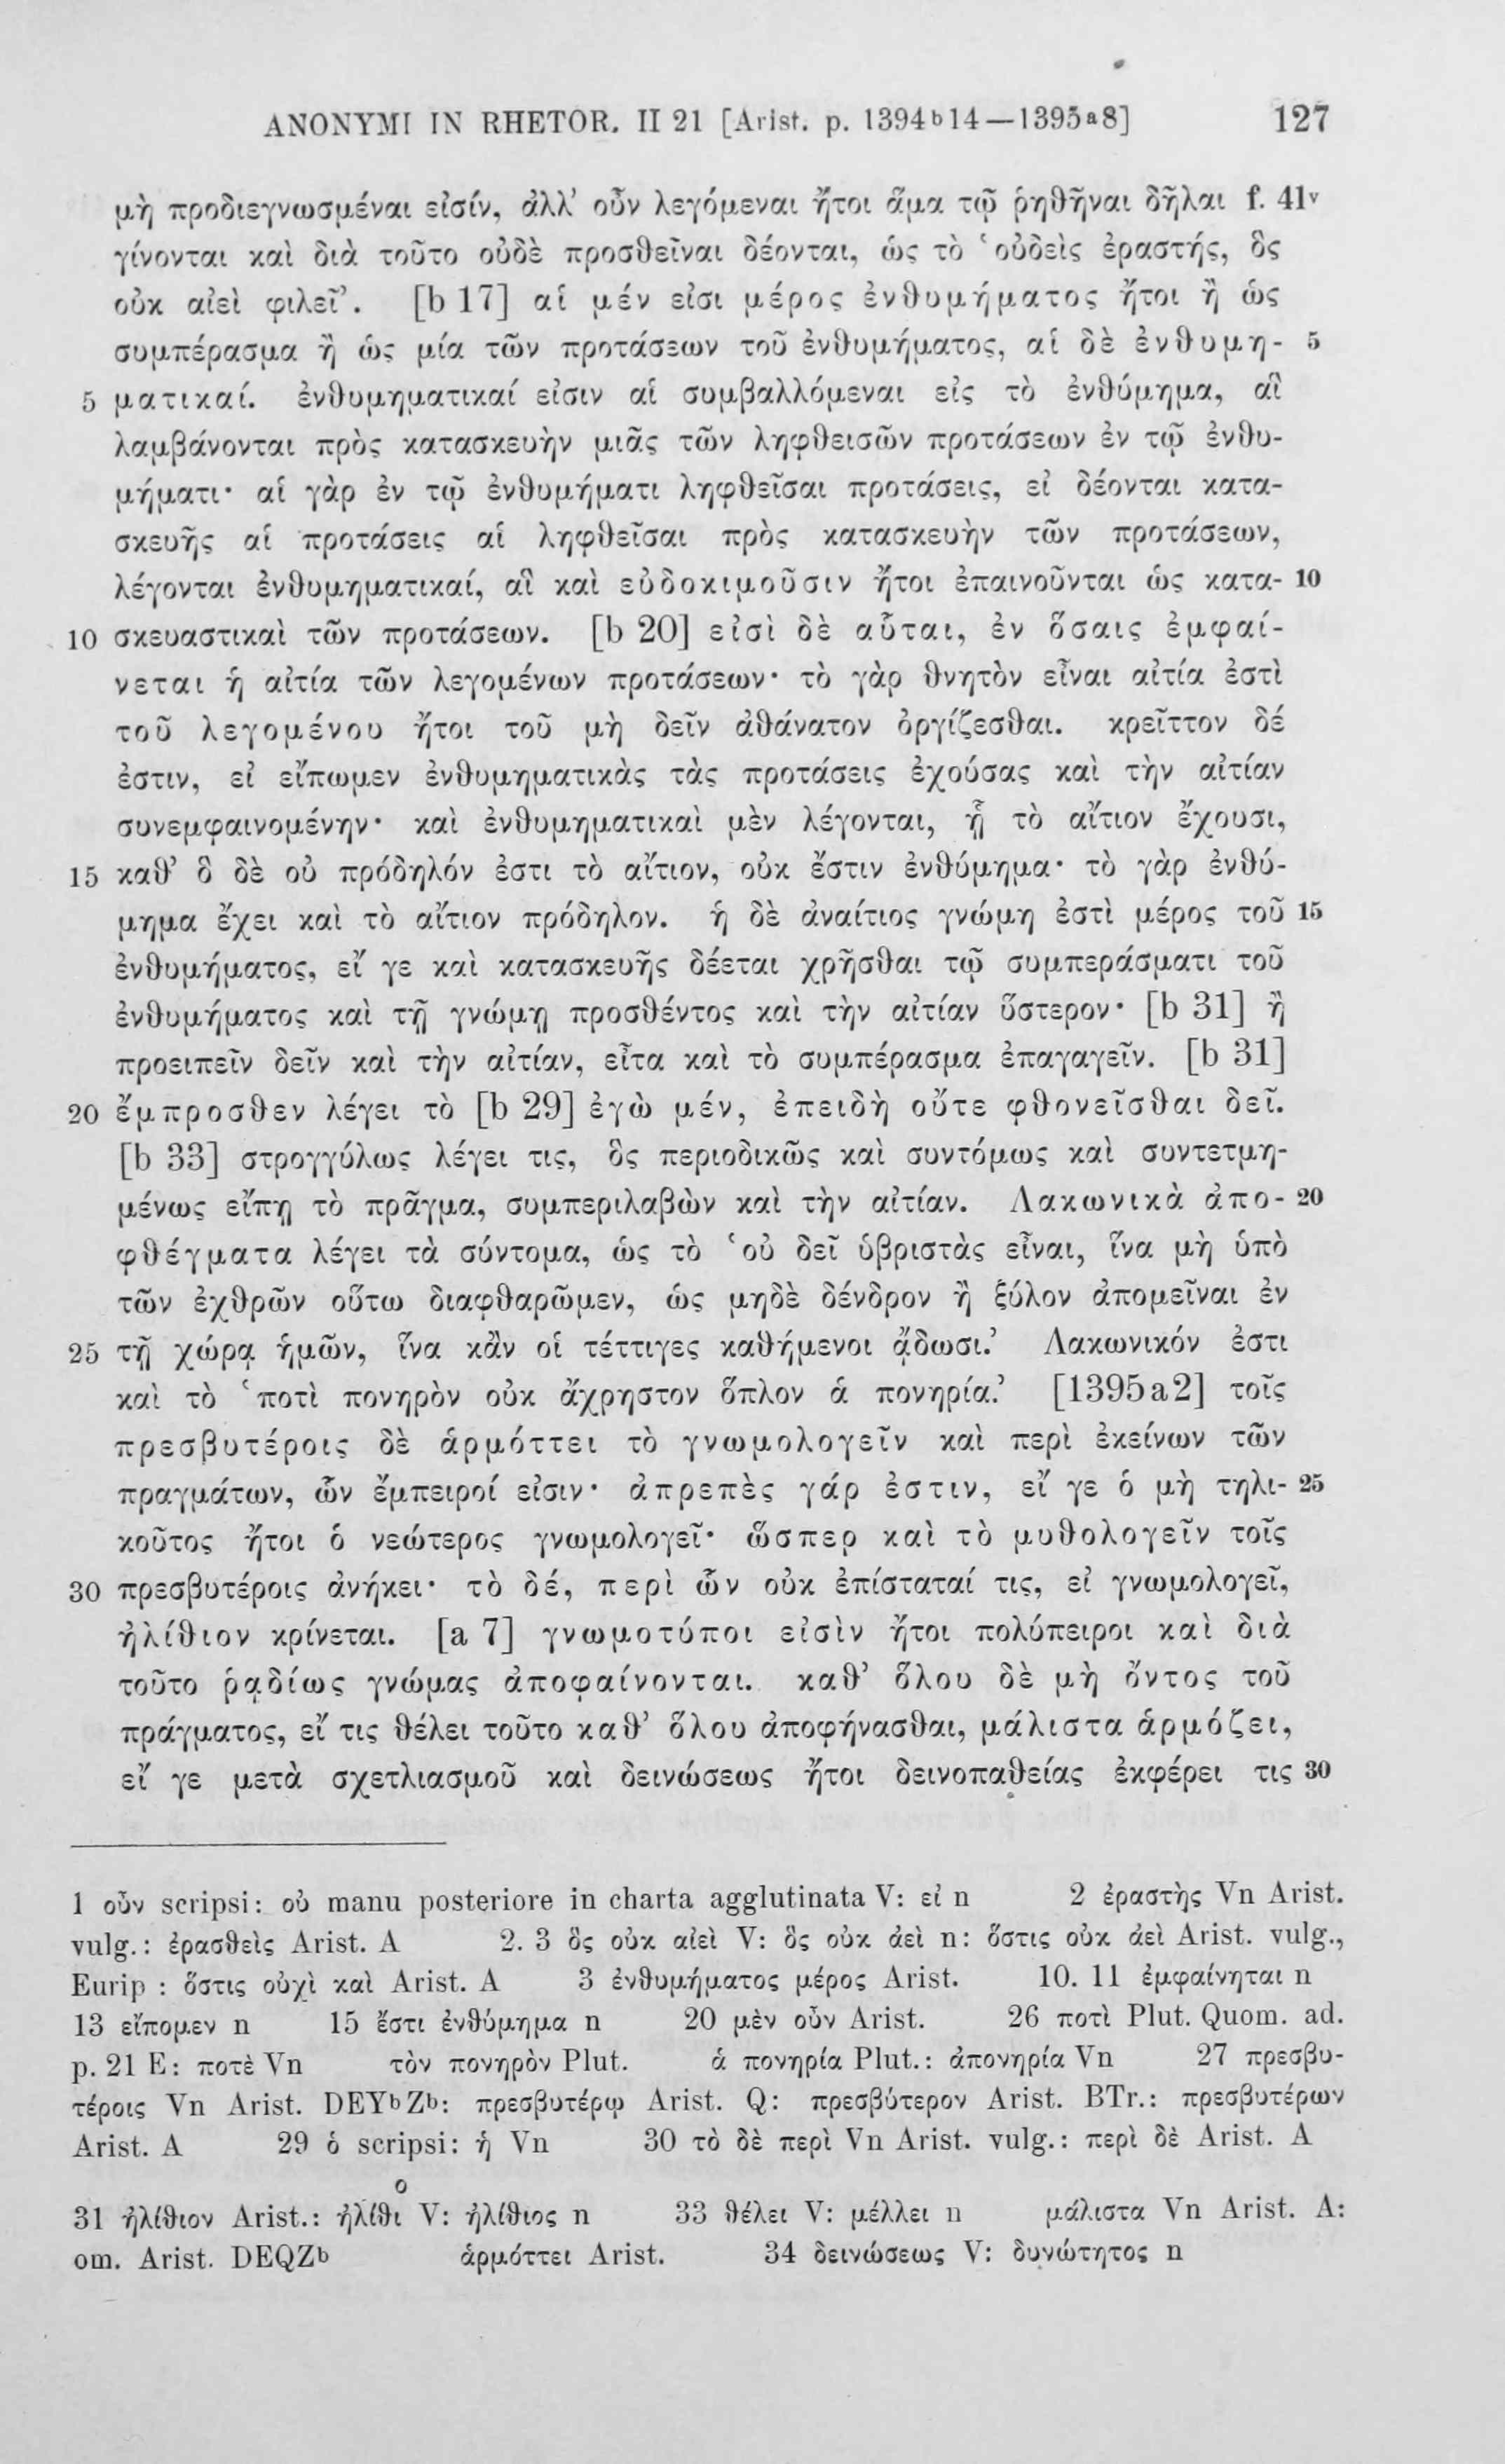 ANONYMI IN RHETOR. II 21 [Arist. p. 1394b14—1395a8] 127
μὴ προδιεγνωσμέναι εἰσίν, ἀλλ’ οὖν λεγόμεναι ἤτοι ἅμα τῷ ῥηθῆναι δῆλαι f. 41v
γίνονται καὶ διὰ τοῦτο οὐδὲ προσθεῖναι δέονται, ὡς τὸ ‘οὐδεὶς ἐραστής, ὃς
οὐκ αἰεὶ φιλεῖ’. [b 17] αἱ μέν εἰσι μέρος ἐνθυμήματος ἤτοι ἢ ὡς
συμπέρασμα ἢ ὡς μία τῶν προτάσεων τοῦ ἐνθυμήματος, αἱ δὲ ἐνθυμη- 5
5 ματικαί. ἐνθυμηματικαί εἰσιν αἱ συμβαλλόμεναι εἰς τὸ ἐνθύμημα, αἳ
λαμβάνονται πρὸς κατασκευὴν μιᾶς τῶν ληφθεισῶν προτάσεων ἐν τῷ ἐνθυ-
μήματι· αἱ γὰρ ἐν τῷ ἐνθυμήματι ληφθεῖσαι προτάσεις, εἰ δέονται κατα-
σκευῆς αἱ προτάσεις αἱ ληφθεῖσαι πρὸς κατασκευὴν τῶν προτάσεων,
λέγονται ἐνθυμηματικαί, αἳ καὶ εὐδοκιμοῦσιν ἤτοι ἐπαινοῦνται ὡς κατα- 10
10 σκευαστικαὶ τῶν προτάσεων. [b 20] εἰσὶ δὲ αὗται, ἐν ὅσαις ἐμφαί-
νεται ἡ αἰτία τῶν λεγομένων προτάσεων· τὸ γὰρ θνητὸν εἶναι αἰτία ἐστὶ
τοῦ λεγομένου ἤτοι τοῦ μὴ δεῖν ἀθάνατον ὀργίζεσθαι. κρεῖττον δέ
ἐστιν, εἰ εἴπωμεν ἐνθυμηματικὰς τὰς προτάσεις ἐχούσας καὶ τὴν αἰτίαν
συνεμφαινομένην· καὶ ἐνθυμηματικαὶ μὲν λέγονται, ᾗ τὸ αἴτιον ἔχουσι,
15 καθ’ ὃ δὲ οὐ πρόδηλόν ἐστι τὸ αἴτιον, οὐκ ἔστιν ἐνθύμημα· τὸ γὰρ ἐνθύ-
μημα ἔχει καὶ τὸ αἴτιον πρόδηλον. ἡ δὲ ἀναίτιος γνώμη ἐστὶ μέρος τοῦ 15
ἐνθυμήματος, εἴ γε καὶ κατασκευῆς δέεται χρῆσθαι τῷ συμπεράσματι τοῦ
ἐνθυμήματος καὶ τῇ γνώμῃ προσθέντος καὶ τὴν αἰτίαν ὕστερον· [b 31] ἢ
προειπεῖν δεῖν καὶ τὴν αἰτίαν, εἶτα καὶ τὸ συμπέρασμα ἐπαγαγεῖν. [b 31]
20 ἔμπροσθεν λέγει τὸ [b 29] ἐγὼ μέν, ἐπειδὴ οὔτε φθονεῖσθαι δεῖ.
[b 33] στρογγύλως λέγει τις, ὃς περιοδικῶς καὶ συντόμως καὶ συντετμη-
μένως εἴπῃ τὸ πρᾶγμα, συμπεριλαβὼν καὶ τὴν αἰτίαν. Λακωνικὰ ἀπο- 20
φθέγματα λέγει τὰ σύντομα, ὡς τὸ ‘οὐ δεῖ ὑβριστὰς εἶναι, ἵνα μὴ ὑπὸ
τῶν ἐχθρῶν οὕτω διαφθαρῶμεν, ὡς μηδὲ δένδρον ἢ ξύλον ἀπομεῖναι ἐν
25 τῇ χώρᾳ ἡμῶν, ἵνα κἂν οἱ τέττιγες καθήμενοι ᾄδωσι.’ Λακωνικόν ἐστι
καὶ τὸ ‘ποτὶ πονηρὸν οὐκ ἄχρηστον ὅπλον ἁ πονηρία.’ [1395a2] τοῖς
πρεσβυτέροις δὲ ἁρμόττει τὸ γνωμολογεῖν καὶ περὶ ἐκείνων τῶν
πραγμάτων, ὧν ἔμπειροί εἰσιν· ἀπρεπὲς γάρ ἐστιν, εἴ γε ὁ μὴ τηλι- 25
κοῦτος ἤτοι ὁ νεώτερος γνωμολογεῖ· ὥσπερ καὶ τὸ μυθολογεῖν τοῖς
30 πρεσβυτέροις ἀνήκει· τὸ δέ, περὶ ὧν οὐκ ἐπίσταταί τις, εἰ γνωμολογεῖ,
ἠλίθιον κρίνεται. [a 7] γνωμοτύποι εἰσὶν ἤτοι πολύπειροι καὶ διὰ
τοῦτο ῥᾳδίως γνώμας ἀποφαίνονται. καθ’ ὅλου δὲ μὴ ὄντος τοῦ
πράγματος, εἴ τις θέλει τοῦτο καθ’ ὅλου ἀποφήνασθαι, μάλιστα ἁρμόζει,
εἴ γε μετὰ σχετλιασμοῦ καὶ δεινώσεως ἤτοι δεινοπαθείας ἐκφέρει τις 30
1 οὖν scripsi: οὐ manu posteriore in charta agglutinata V: εἰ n 2 ἐραστὴς Vn Arist.
vulg.: ἐρασθεὶς Arist. A 2. 3 ὃς οὐκ αἰεὶ V: ὃς οὐκ ἀεὶ n: ὅστις οὐκ ἀεὶ Arist. vulg.,
Eurip : ὅστις οὐχὶ καὶ Arist. A 3 ἐνθυμήματος μέρος Arist. 10. 11 ἐμφαίνηται n
13 εἴπομεν n 15 ἔστι ἐνθύμημα n 20 μὲν οὖν Arist. 26 ποτὶ Plut. Quom. ad.
p. 21 E: ποτὲ Vn τὸν πονηρὸν Plut. ἁ πονηρία Plut.: ἀπονηρία Vn 27 πρεσβυ-
τέροις Vn Arist. DEYbZb: πρεσβυτέρῳ Arist. Q: πρεσβύτερον Arist. BTr.: πρεσβυτέρων
Arist. A 29 ὁ scripsi: ἡ Vn 30 τὸ δὲ περὶ Vn Arist. vulg.: περὶ δὲ Arist. A
31 ἠλίθιον Arist.: ἠλίθιο V: ἠλίθιος n 33 θέλει V: μέλλει n μάλιστα Vn Arist. A:
om. Arist. DEQZb ἁρμόττει Arist. 34 δεινώσεως V: δυνώτητος n